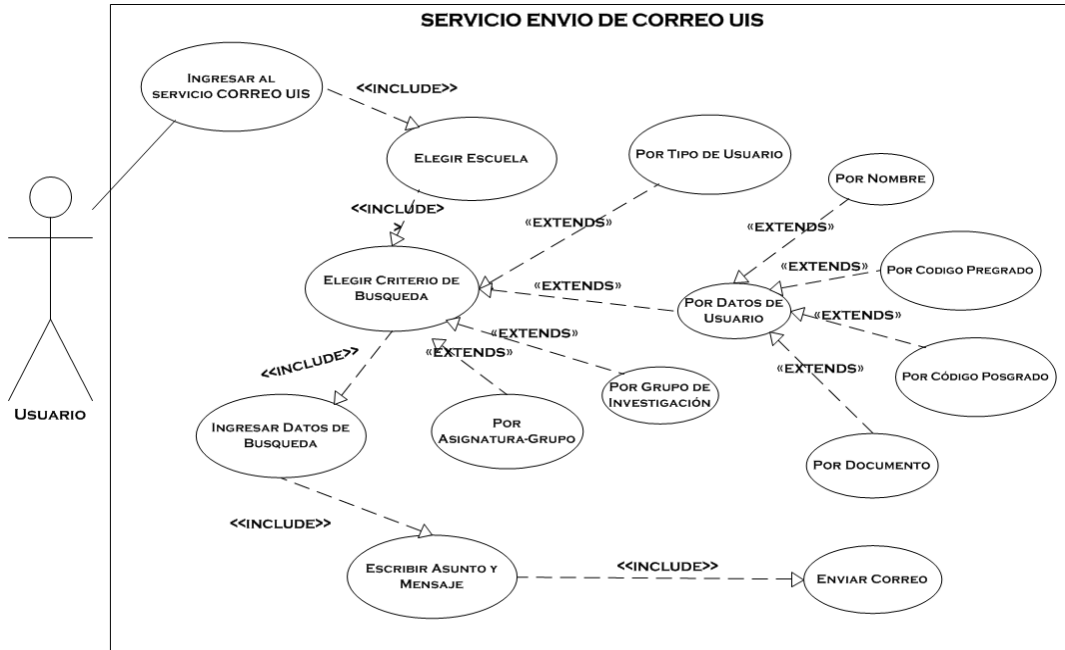 SERVICIO ENVIO DE CORREO UIS
INGRESAR AL
SERVICIO CORREO UIS
<<INCLUDE>>
ELEGIR ESCUELA
POR TIPO DE USUARIO
POR NOMBRE
<<INCLUDE>
>
«EXTENDS»
«EXTENDS»
ELEGIR CRITERIO DE
BUSQUEDA
«EXTENDS»
POR DATOS DE
USUARIO
«EXTENDS»
POR CODIGO PREGRADO
«EXTENDS»
«EXTENDS»
«EXTENDS»
<<INCLUDE>>
«EXTENDS»
POR CÓDIGO POSGRADO
POR GRUPO DE
INVESTIGACIÓN
USUARIO
INGRESAR DATOS DE
BUSQUEDA
POR
ASIGNATURA-GRUPO
POR DOCUMENTO
<<INCLUDE>>
ESCRIBIR ASUNTO Y
MENSAJE
<<INCLUDE>>
ENVIAR CORREO